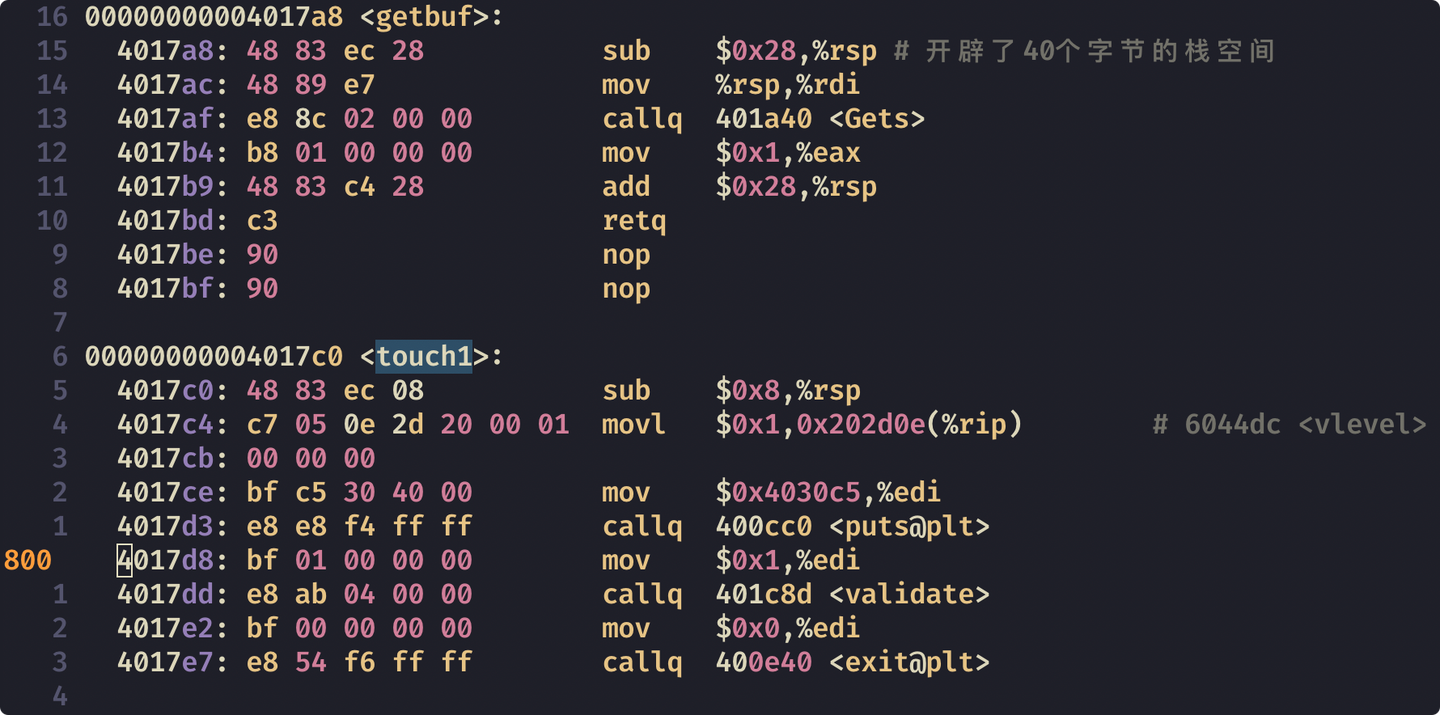 16 00000000004017a8 <getbuf>:
15 4017a8: 48 83 ec 28 sub $0x28,%rsp # 开辟了40个字节的栈空间
14 4017ac: 48 89 e7 mov %rsp,%rdi
13 4017af: e8 8c 02 00 00 callq 401a40 <Gets>
12 4017b4: b8 01 00 00 00 mov $0x1,%eax
11 4017b9: 48 83 c4 28 add $0x28,%rsp
10 4017bd: c3 retq
9 4017be: 90 nop
8 4017bf: 90 nop
7
6 00000000004017c0 <touch1>:
5 4017c0: 48 83 ec 08 sub $0x8,%rsp
4 4017c4: c7 05 0e 2d 20 00 01 movl $0x1,0x202d0e(%rip) # 6044dc <vlevel>
3 4017cb: 00 00 00
2 4017ce: bf c5 30 40 00 mov $0x4030c5,%edi
1 4017d3: e8 e8 f4 ff ff callq 400cc0 <puts@plt>
800 4017d8: bf 01 00 00 00 mov $0x1,%edi
1 4017dd: e8 ab 04 00 00 callq 401c8d <validate>
2 4017e2: bf 00 00 00 00 mov $0x0,%edi
3 4017e7: e8 54 f6 ff ff callq 400e40 <exit@plt>
4